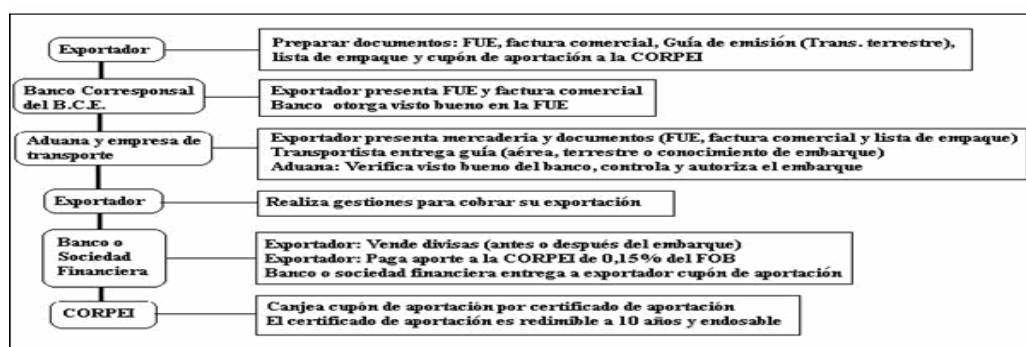 Exportador
Preparar documentos: FUE, factura comercial, Guía de emisión (Trans. terrestre),
lista de empaque y cupón de aportación a la CORPEI
Banco Corresponsal
del B.C.E.
Exportador presenta FUE y factura comercial
Banco otorga visto bueno en la FUE
Aduana y empresa de
transporte
Exportador presenta mercaderia y documentos (FUE, factura comercial y lista de empaque)
Transportista entrega guía (aérea, terrestre o conocimiento de embarque)
Aduana: Verifica visto bueno del banco, controla y autoriza el embarque
Exportador
Realiza gestiones para cobrar su exportación
Banco o
Sociedad
Financiera
Exportador: Vende divisas (antes o después del embarque)
Exportador: Paga aporte a la CORPEI de 0,15% del FOB
Banco o sociedad financiera entrega a exportador cupón de aportación
CORPEI
Canjea cupón de aportación por certificado de aportación
El certificado de aportación es redimible a 10 años y endosable